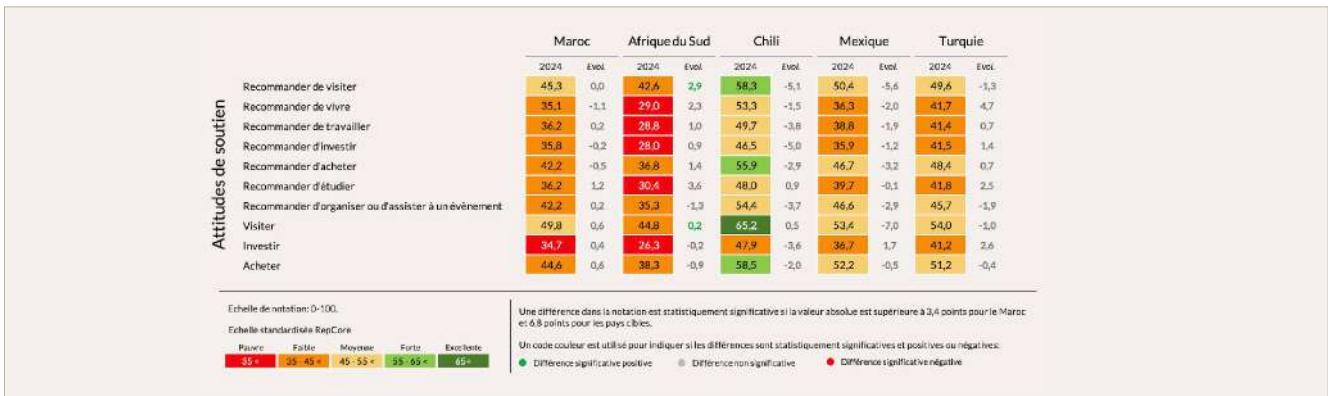 Maroc Afrique du Sud Chili Mexique Turquie
2024 Evol. 2024 Evol. 2024 Evol. 2024 Evol. 2024 Evol.
Attitudes de soutien
Recommander de visiter 45,3 0,0 42,6 2,9 58,3 -5,1 50,4 -5,6 49,6 -1,3
Recommander de vivre 35,1 -1,1 29,0 2,3 53,3 -1,5 36,3 -2,0 41,7 4,7
Recommander de travailler 36,2 0,2 28,8 1,0 49,7 -3,8 38,8 -1,9 41,4 0,7
Recommander d'investir 35,8 -0,2 28,0 0,9 46,5 -5,0 35,9 -1,2 41,5 1,4
Recommander d'acheter 42,2 -0,5 36,8 1,4 55,9 -2,9 46,7 -3,2 48,4 0,7
Recommander d'étudier 36,2 1,2 30,4 3,6 48,0 0,9 39,7 -0,1 41,8 2,5
Recommander d'organiser ou d'assister à un évènement 42,2 0,2 35,3 -1,3 54,4 -3,7 46,6 -2,9 45,7 -1,9
Visiter 49,8 0,6 44,8 0,2 65,2 0,5 53,4 -7,0 54,0 -1,0
Investir 34,7 0,4 26,3 -0,2 47,9 -3,6 36,7 1,7 41,2 2,6
Acheter 44,6 0,6 38,3 -0,9 58,5 -2,0 52,2 -0,5 51,2 -0,4
Echelle de notation: 0-100.
Echelle standardisée RepCore
Pauvre Faible Moyenne Forte Excellente
35 < 35 - 45 < 45 - 55 < 55 - 65 < 65+
Une différence dans la notation est statistiquement significative si la valeur absolue est supérieure à 3,4 points pour le Maroc
et 6,8 points pour les pays cibles.
Un code couleur est utilisé pour indiquer si les différences sont statistiquement significatives et positives ou négatives:
Différence significative positive Différence non significative Différence significative négative